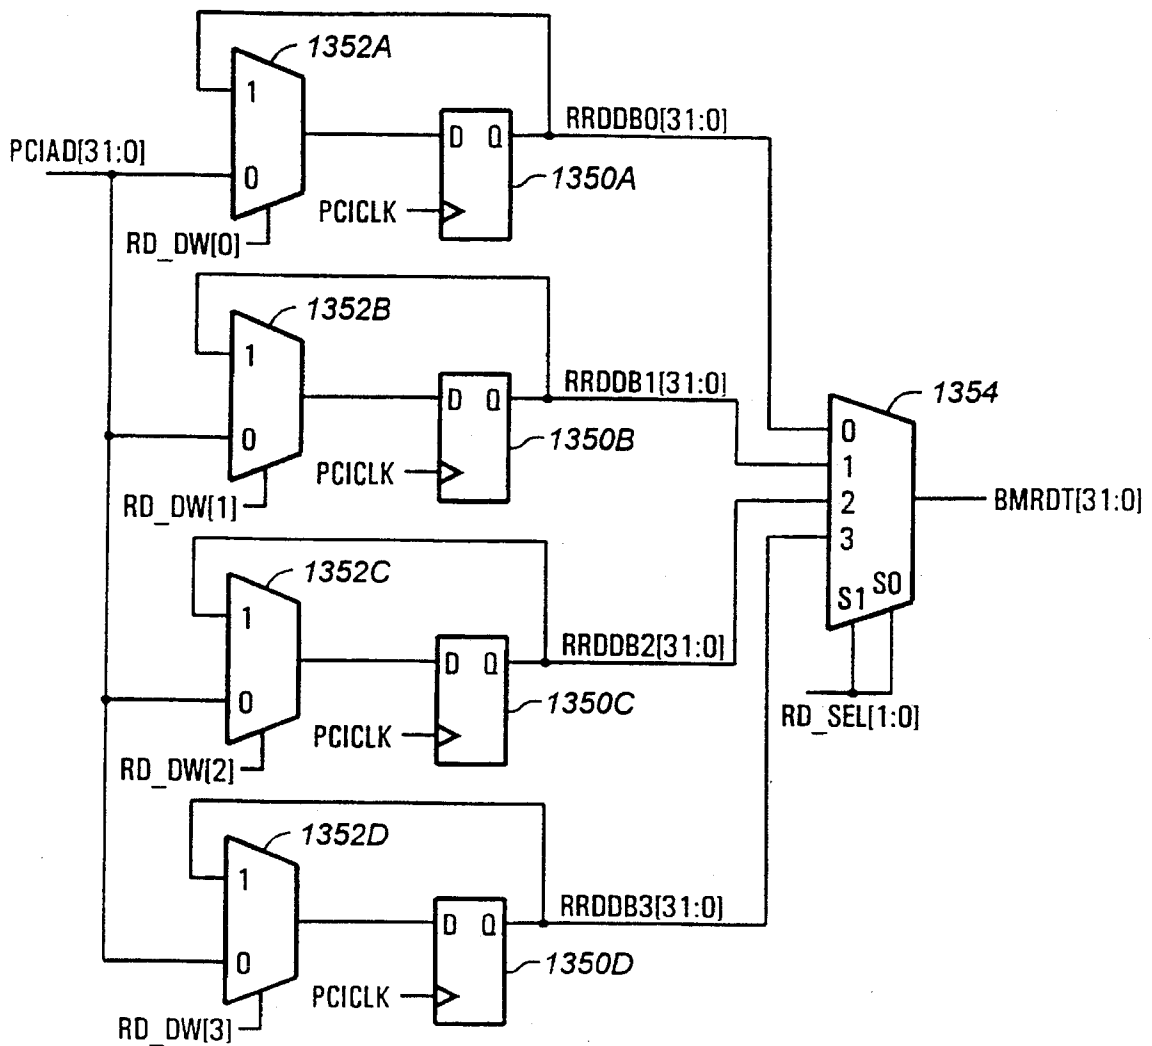 1352A
1
PCIAD[31:0]
0
D Q
RRDDB0[31:0]
1350A
PCICLK
RD_DW[0]
1352B
1
0
D Q
RRDDB1[31:0]
1350B
PCICLK
RD_DW[1]
1354
0
1
2
3
S1 S0
BMRDT[31:0]
RD_SEL[1:0]
1352C
1
0
D Q
RRDDB2[31:0]
1350C
PCICLK
RD_DW[2]
1352D
1
0
D Q
RRDDB3[31:0]
1350D
PCICLK
RD_DW[3]